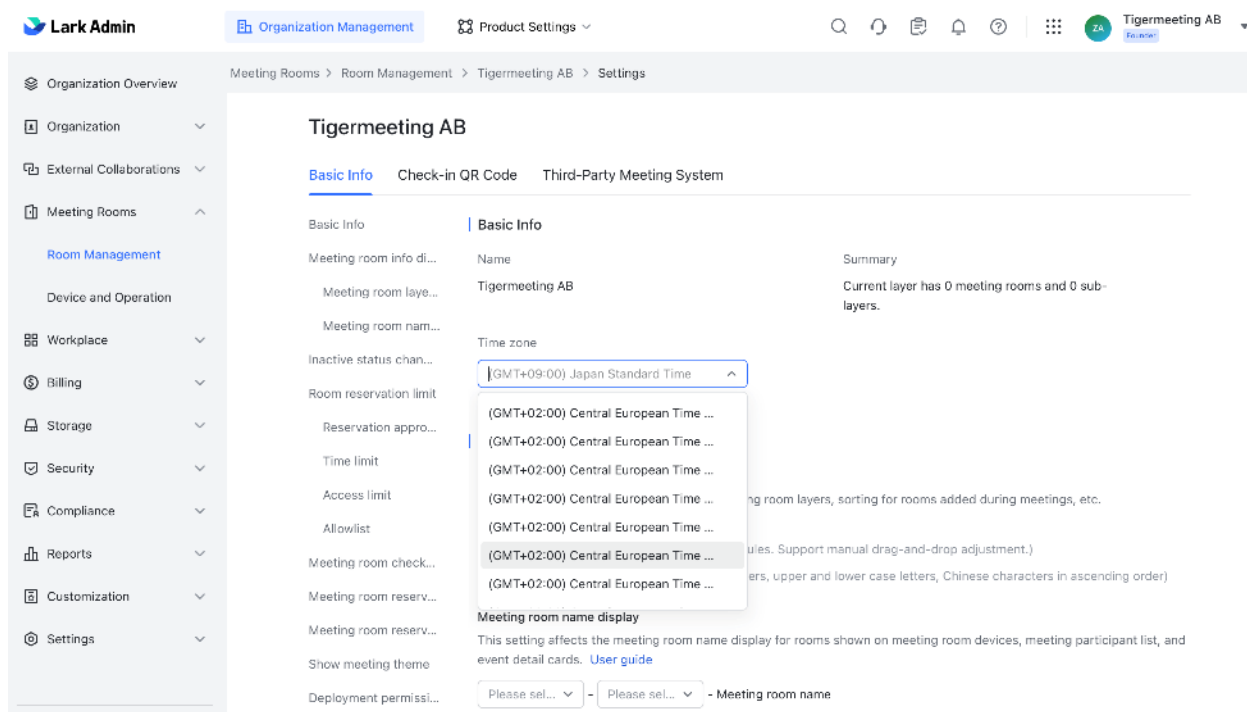 Lark Admin
Organization Management
Product Settings
ZA
Tigermeeting AB
Founder
Organization Overview
Organization
External Collaborations
Meeting Rooms
Room Management
Device and Operation
Workplace
Billing
Storage
Security
Compliance
Reports
Customization
Settings
Meeting Rooms > Room Management > Tigermeeting AB > Settings
Tigermeeting AB
Basic Info Check-in QR Code Third-Party Meeting System
Basic Info
Meeting room info di...
Meeting room laye...
Meeting room nam...
Inactive status chan...
Room reservation limit
Reservation appro...
Time limit
Access limit
Allowlist
Meeting room check...
Meeting room reserv...
Meeting room reserv...
Show meeting theme
Deployment permissi...
Basic Info
Name
Tigermeeting AB
Summary
Current layer has 0 meeting rooms and 0 sub-
layers.
Time zone
(GMT+09:00) Japan Standard Time
(GMT+02:00) Central European Time ...
(GMT+02:00) Central European Time ...
(GMT+02:00) Central European Time ...
(GMT+02:00) Central European Time ...
(GMT+02:00) Central European Time ...
(GMT+02:00) Central European Time ...
(GMT+02:00) Central European Time ...
ng room layers, sorting for rooms added during meetings, etc.
ules. Support manual drag-and-drop adjustment.)
ers, upper and lower case letters, Chinese characters in ascending order)
Meeting room name display
This setting affects the meeting room name display for rooms shown on meeting room devices, meeting participant list, and
event detail cards. User guide
Please sel... - Please sel... - Meeting room name